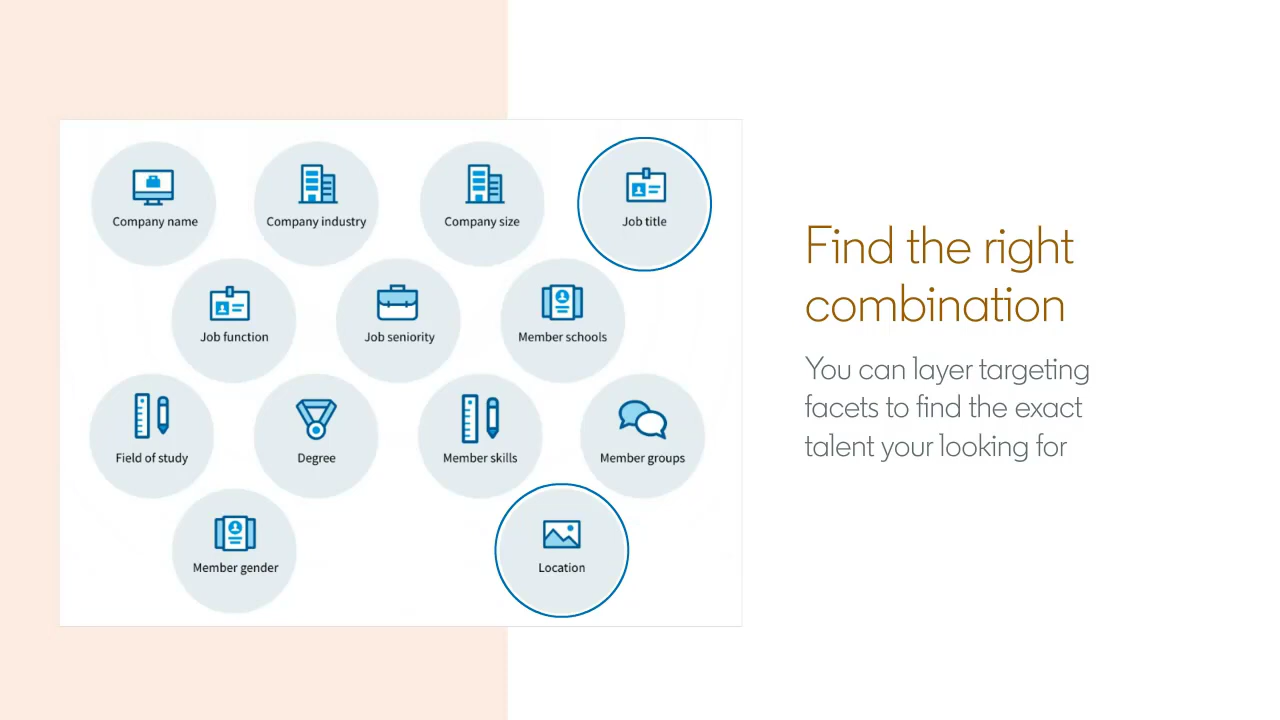 Company name
Company industry
Company size
Job title
Job function
Job seniority
Member schools
Field of study
Degree
Member skills
Member groups
Member gender
Location
Find the right
combination
You can layer targeting
facets to find the exact
talent your looking for